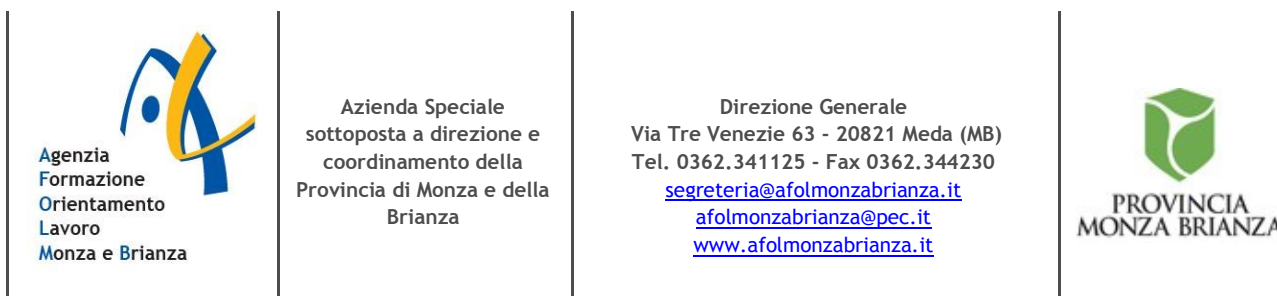 Agenzia
Formazione
Orientamento
Lavoro
Monza e Brianza
Azienda Speciale
sottoposta a direzione e
coordinamento della
Provincia di Monza e della
Brianza
Direzione Generale
Via Tre Venezie 63 - 20821 Meda (MB)
Tel. 0362.341125 - Fax 0362.344230
segreteria@afolmonzabrianza.it
afolmonzabrianza@pec.it
www.afolmonzabrianza.it
PROVINCIA
MONZA BRIANZA